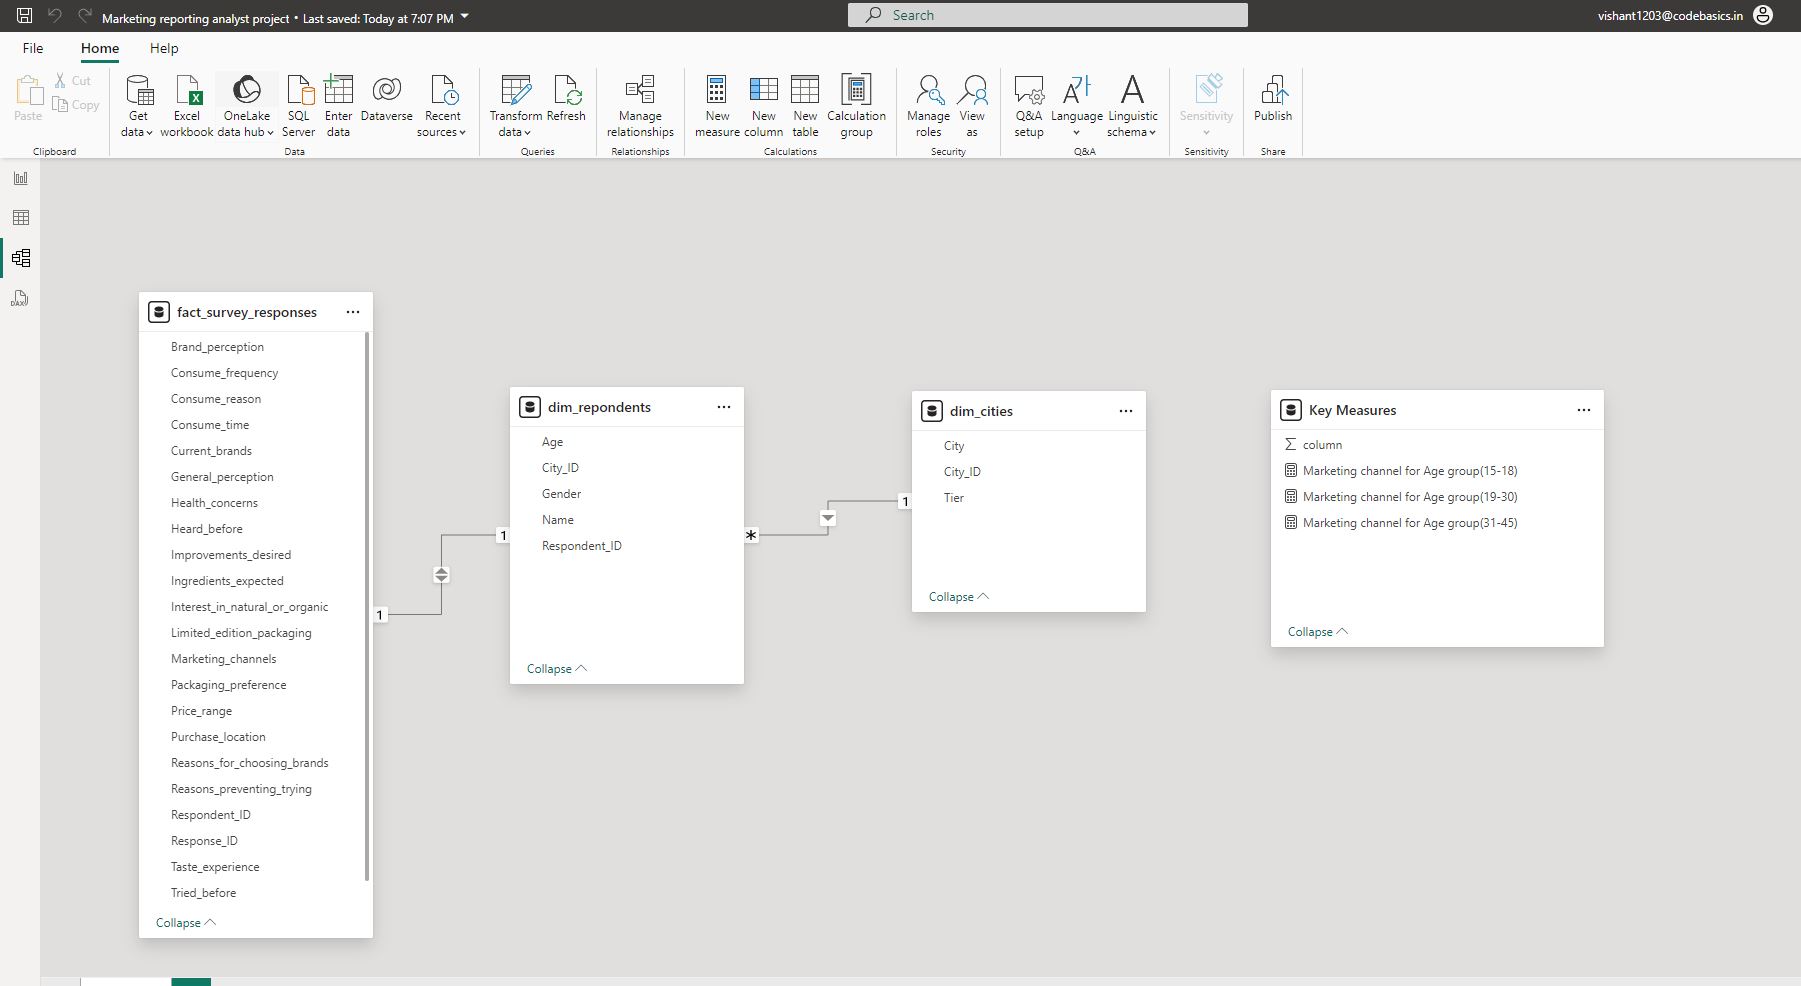 Marketing reporting analyst project • Last saved: Today at 7:07 PM
Search
vishant1203@codebasics.in
File
Home
Help
Paste
Cut
Copy
Clipboard
Get data
Excel workbook
OneLake data hub
SQL Server
Enter data
Dataverse
Recent sources
Data
Transform data
Refresh
Queries
Manage relationships
Relationships
New measure
New column
New table
Calculation group
Calculations
Manage roles
View as
Security
Q&A setup
Language
Linguistic schema
Q&A
Sensitivity
Sensitivity
Publish
Share
DAX
fact_survey_responses
Brand_perception
Consume_frequency
Consume_reason
Consume_time
Current_brands
General_perception
Health_concerns
Heard_before
Improvements_desired
Ingredients_expected
Interest_in_natural_or_organic
Limited_edition_packaging
Marketing_channels
Packaging_preference
Price_range
Purchase_location
Reasons_for_choosing_brands
Reasons_preventing_trying
Respondent_ID
Response_ID
Taste_experience
Tried_before
Collapse
1
1
dim_repondents
Age
City_ID
Gender
Name
Respondent_ID
Collapse
*
1
dim_cities
City
City_ID
Tier
Collapse
Key Measures
∑ column
Marketing channel for Age group(15-18)
Marketing channel for Age group(19-30)
Marketing channel for Age group(31-45)
Collapse